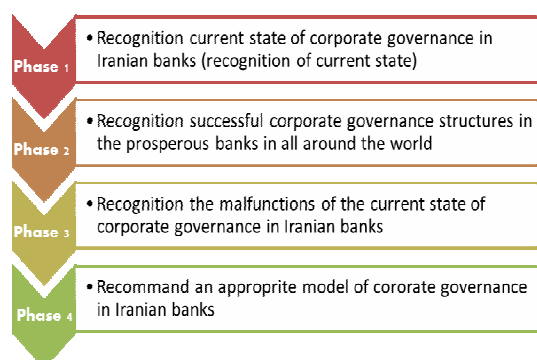 Phase 1
• Recognition current state of corporate governance in
Iranian banks (recognition of current state)
Phase 2
• Recognition successful corporate governance structures in
the prosperous banks in all around the world
Phase 3
• Recognition the malfunctions of the current state of
corporate governance in Iranian banks
Phase 4
• Recommand an approprite model of cororate governance
in Iranian banks